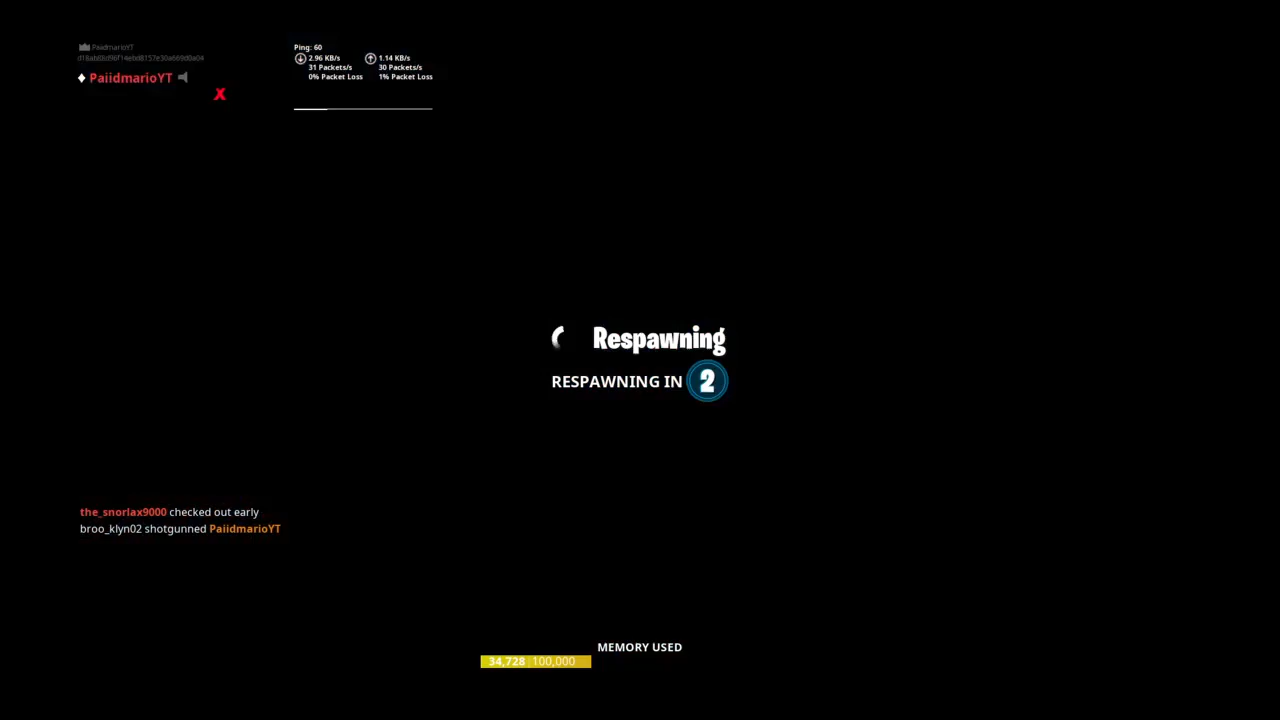 PaiidmarioYT
PaiidmarioYT
Ping: 60
2.96 KB/s
1.14 KB/s
31 Packets/s
30 Packets/s
0% Packet Loss
1% Packet Loss
X
Respawning
RESPAWNING IN 2
the_snorlax9000 checked out early
broo_klyn02 shotgunned PaiidmarioYT
MEMORY USED
34,728 100,000